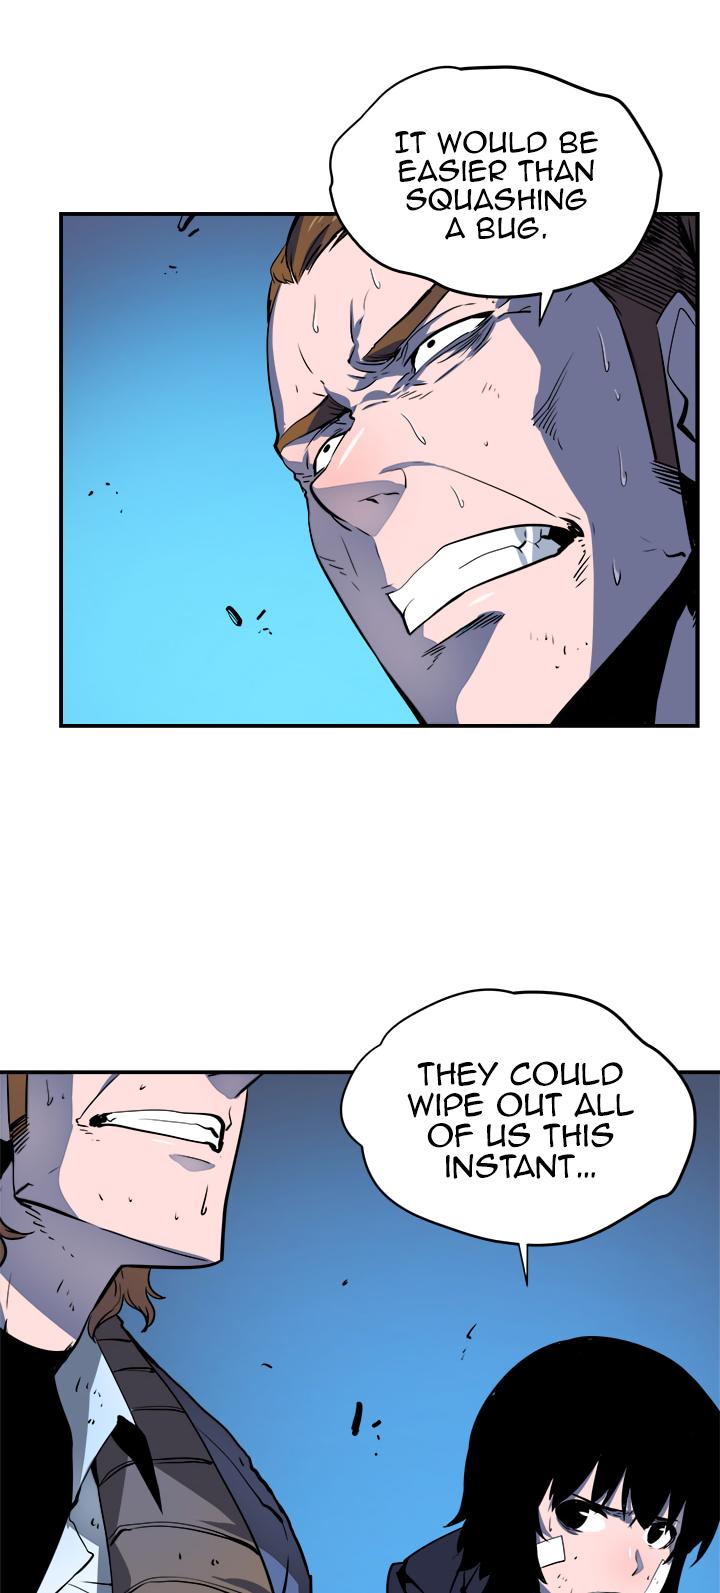 IT WOULD BE
EASIER THAN
SQUASHING
A BUG.
THEY COULD
WIPE OUT ALL
OF US THIS
INSTANT...